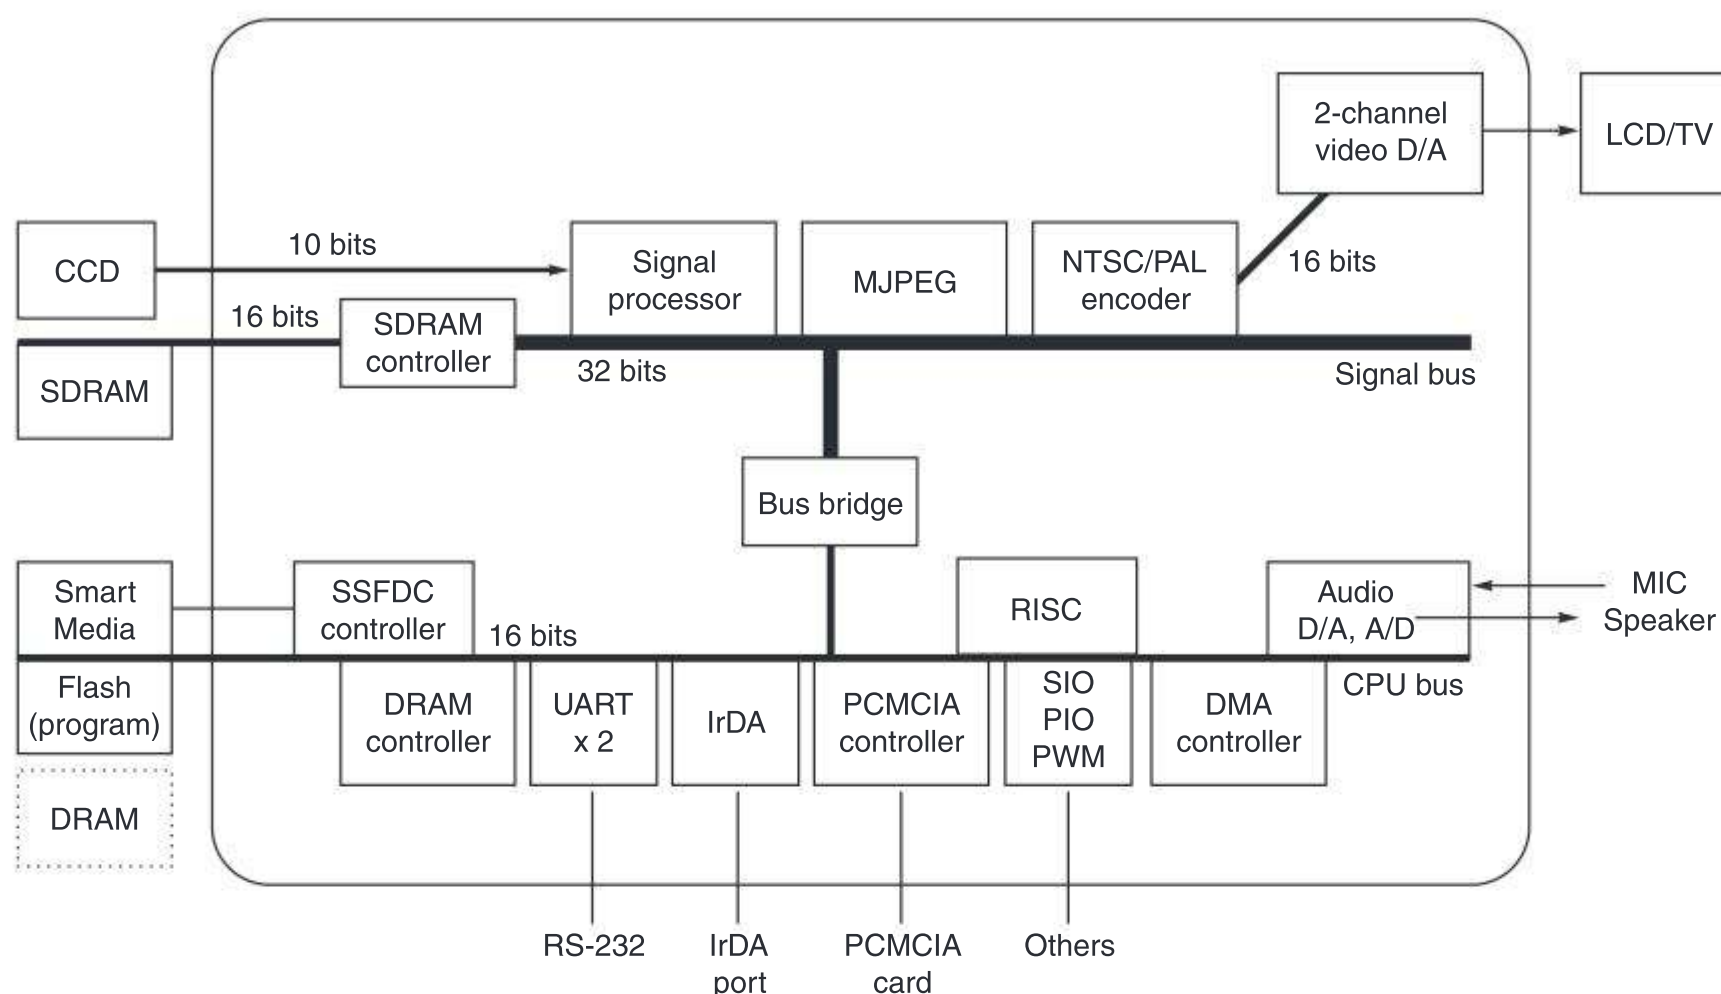 2-channel
video D/A
LCD/TV
CCD
10 bits
Signal
processor
MJPEG
NTSC/PAL
encoder
16 bits
16 bits
SDRAM
controller
SDRAM
32 bits
Signal bus
Bus bridge
Smart
Media
SSFDC
controller
16 bits
RISC
Audio
D/A, A/D
MIC
Speaker
Flash
(program)
DRAM
controller
UART
x 2
IrDA
PCMCIA
controller
SIO
PIO
PWM
DMA
controller
CPU bus
DRAM
RS-232
IrDA
port
PCMCIA
card
Others